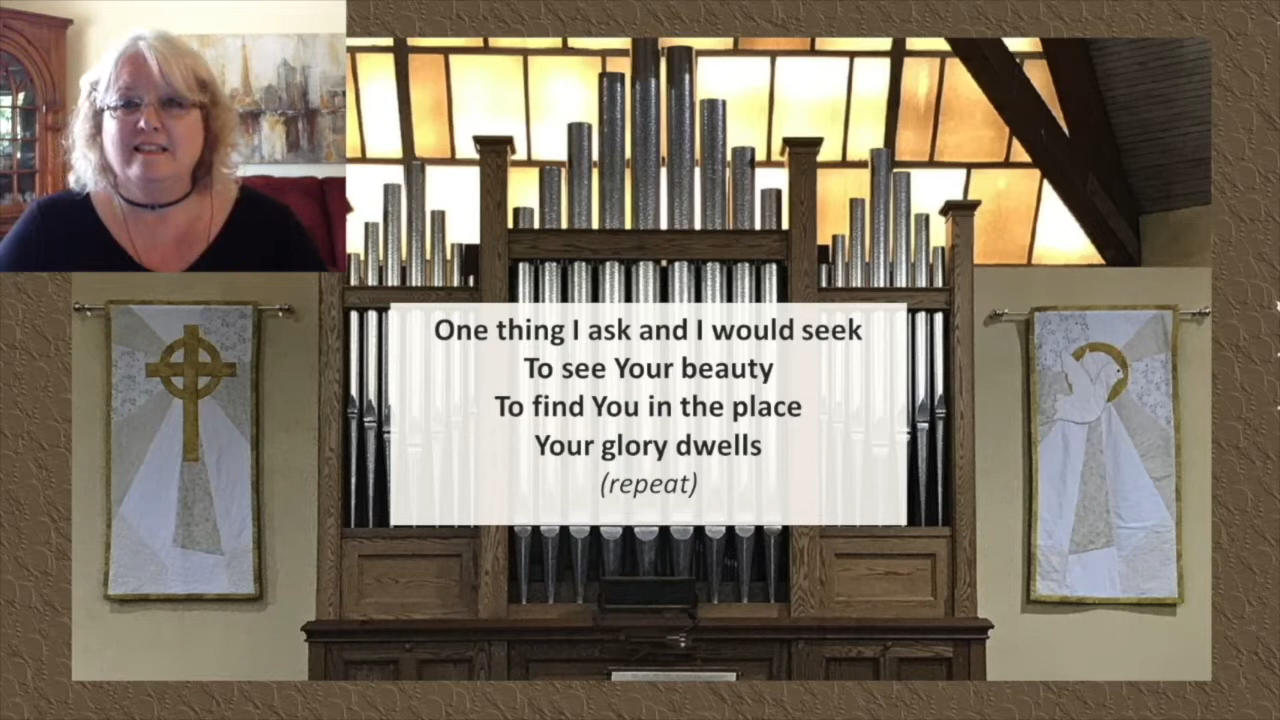 One thing I ask and I would seek
To see Your beauty
To find You in the place
Your glory dwells
(repeat)